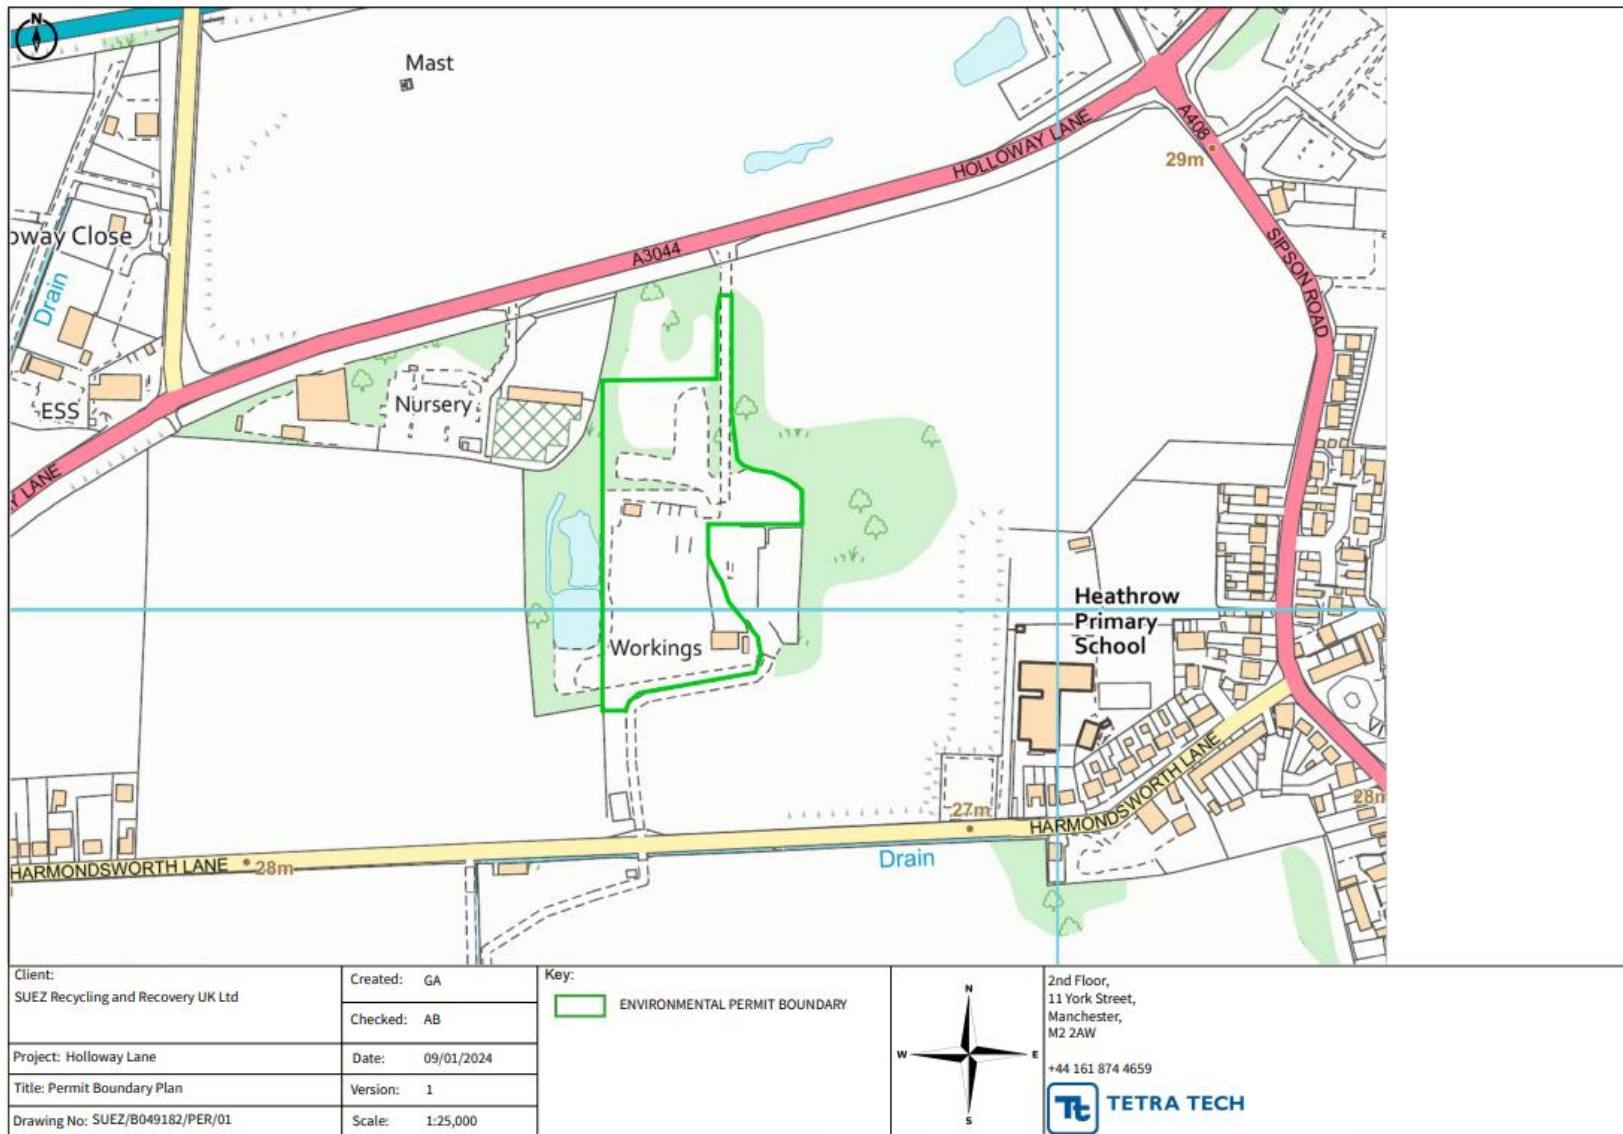 N
Mast
HOLLOWAY LANE
A408
29m
oway Close
Drain
A3044
SIPSON ROAD
ESS
Nursery
Y LANE
Heathrow
Primary
School
Workings
27m
28m
HARMONDSWORTH LANE
HARMONDSWORTH LANE
28m
Drain
Client:
SUEZ Recycling and Recovery UK Ltd
Project: Holloway Lane
Title: Permit Boundary Plan
Drawing No: SUEZ/B049182/PER/01
Created: GA
Checked: AB
Date: 09/01/2024
Version: 1
Scale: 1:25,000
Key:
ENVIRONMENTAL PERMIT BOUNDARY
N
W E
S
2nd Floor,
11 York Street,
Manchester,
M2 2AW
+44 161 874 4659
Tt TETRA TECH